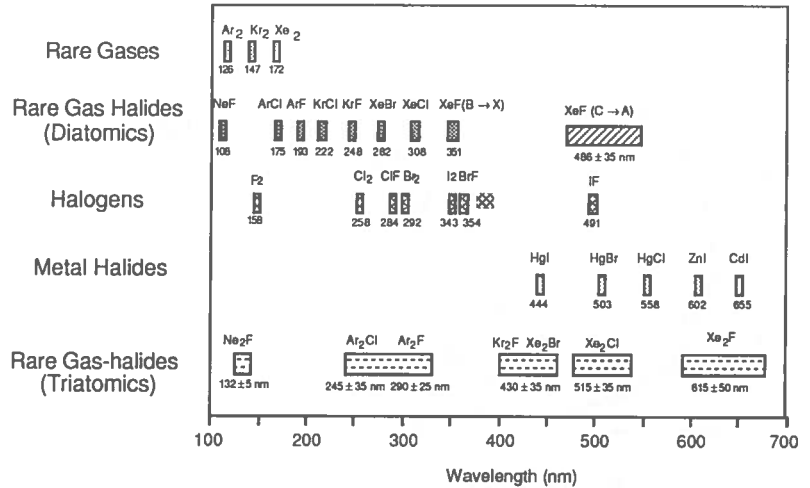 Ar2 Kr2 Xe2
Rare Gases
126 147 172
Rare Gas Halides
(Diatomics)
NeF ArCl ArF KrCl KrF XeBr XeCl XeF(B → X) XeF (C → A)
108 175 193 222 248 282 308 351 486 ± 35 nm
Halogens
F2 Cl2 ClF Br2 I2 BrF IF
158 258 284 292 343 354 491
Metal Halides
HgI HgBr HgCl ZnI CdI
444 503 558 602 655
Rare Gas-halides
(Triatomics)
Ne2F Ar2Cl Ar2F Kr2F Xe2Br Xe2Cl Xe2F
132 ± 5 nm 245 ± 35 nm 290 ± 25 nm 430 ± 35 nm 515 ± 35 nm 615 ± 50 nm
100 200 300 400 500 600 700
Wavelength (nm)